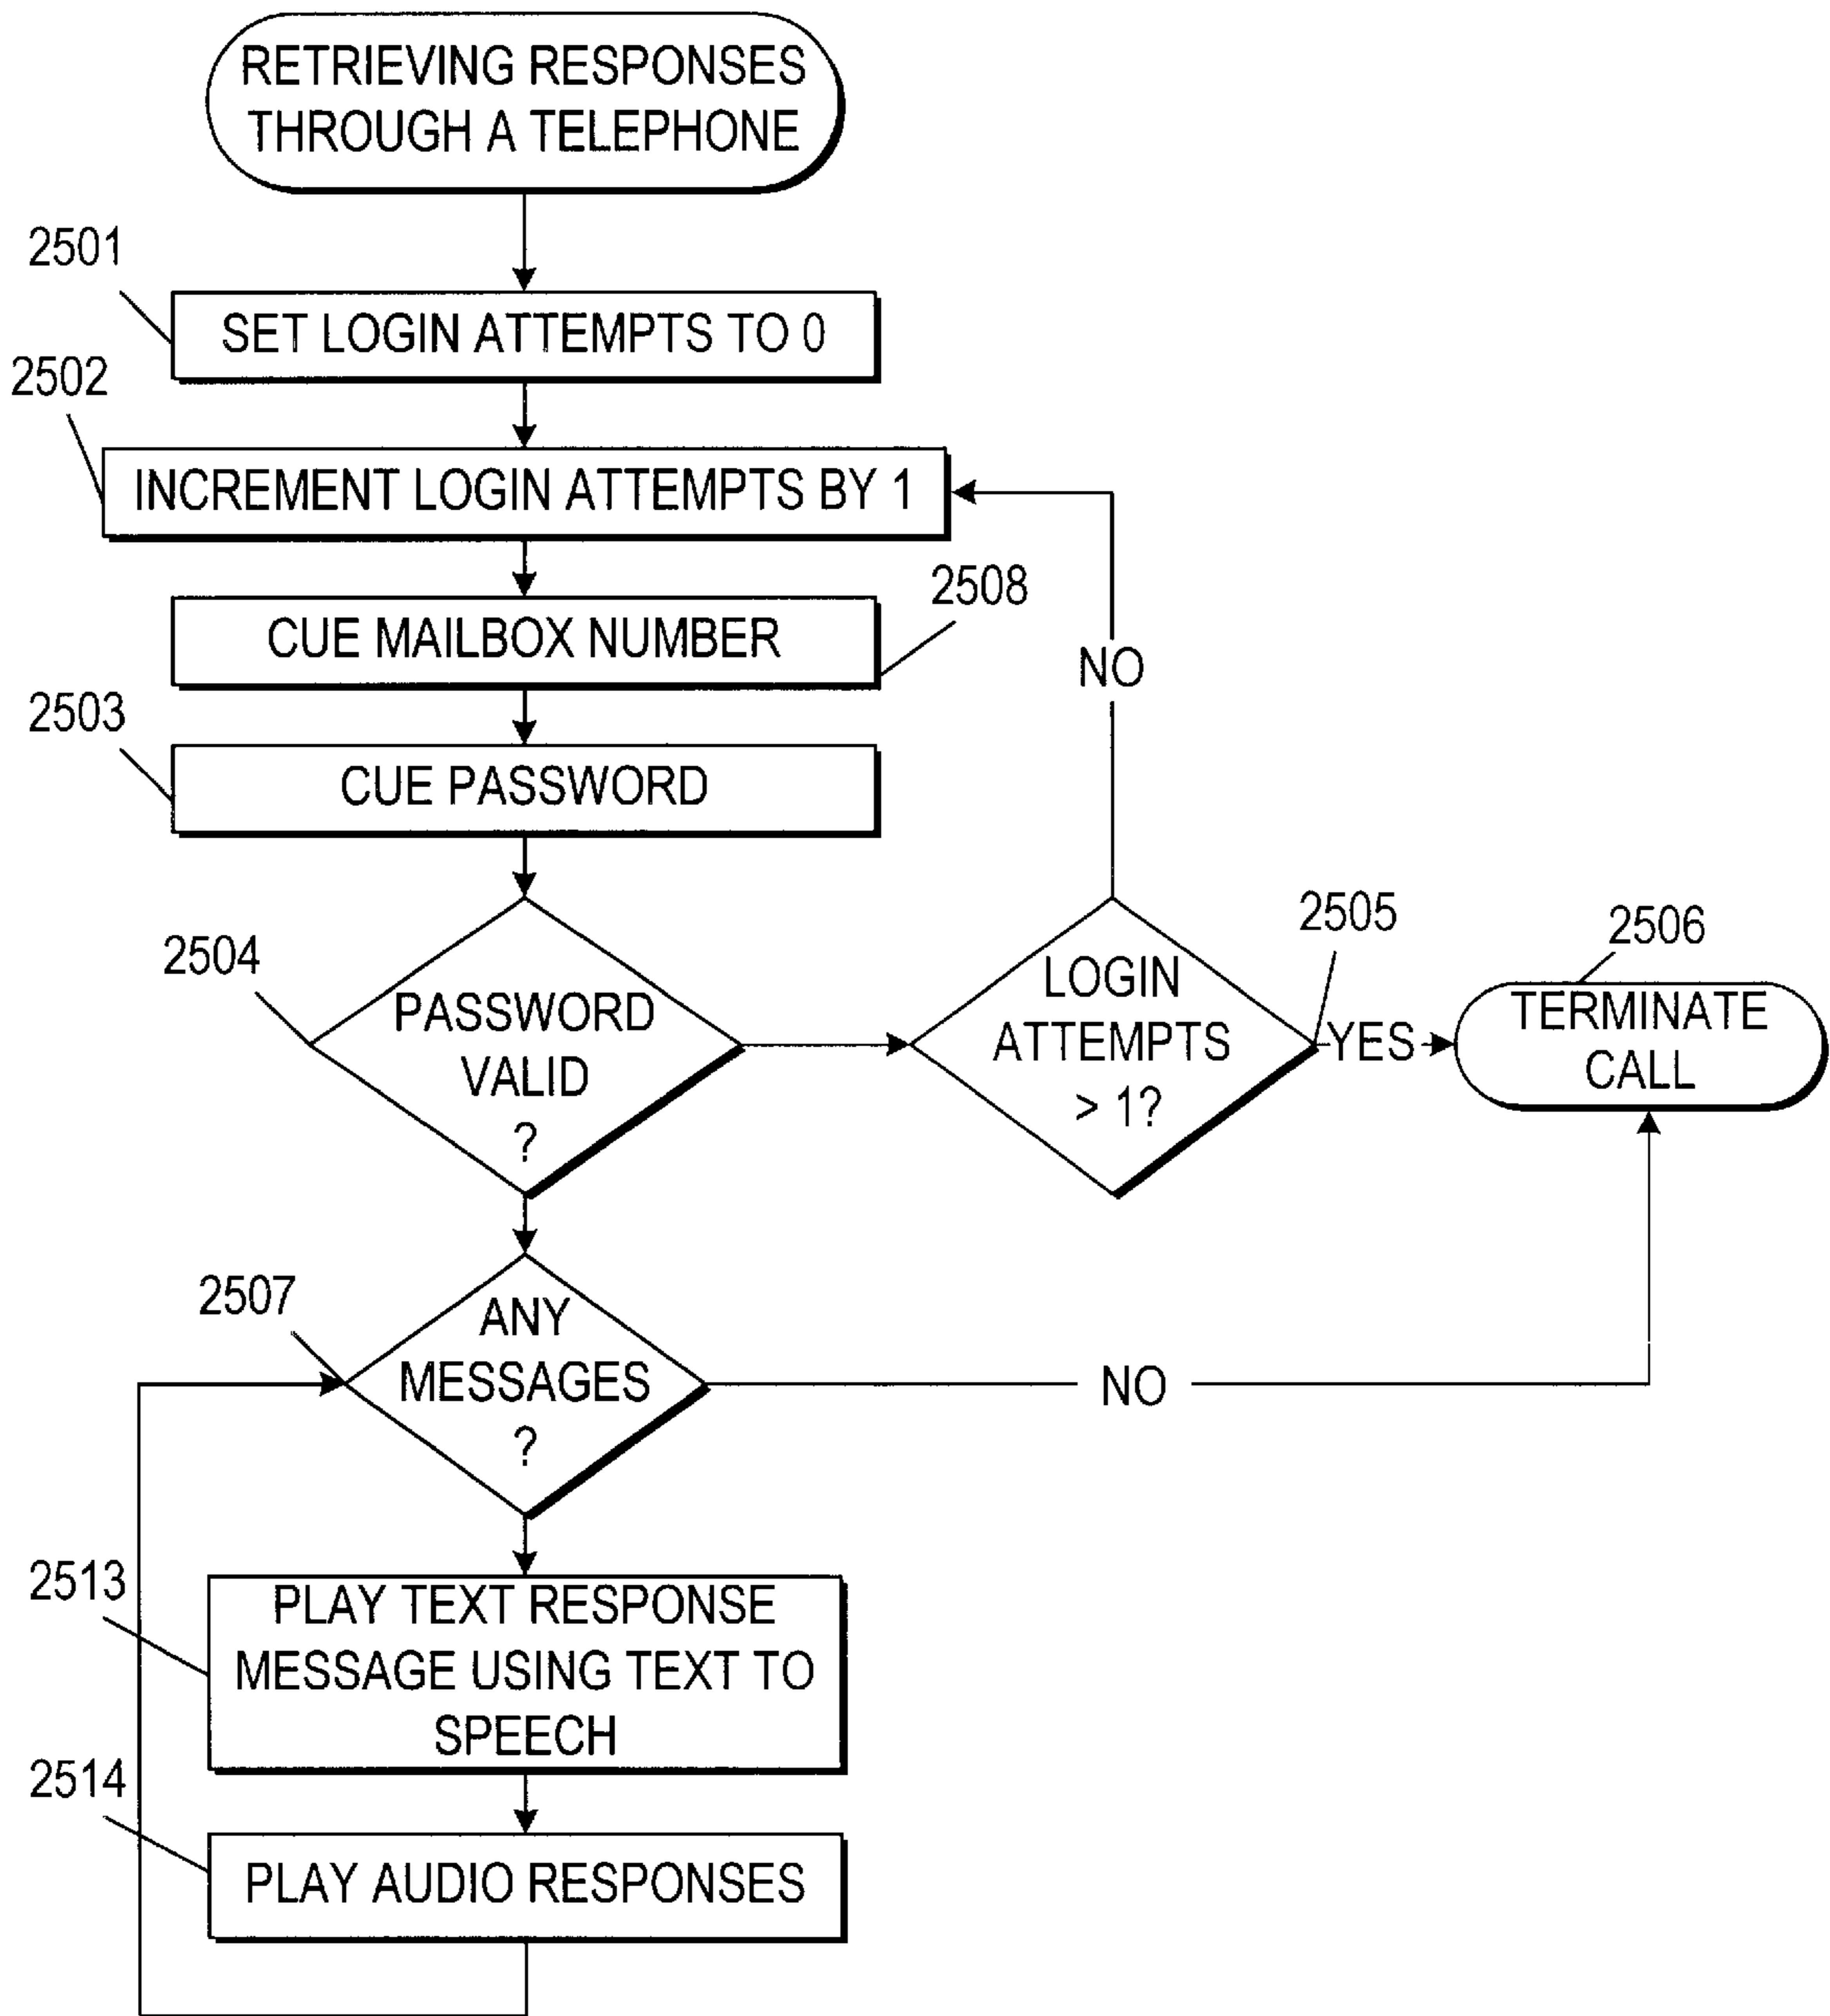 RETRIEVING RESPONSES
THROUGH A TELEPHONE
2501
SET LOGIN ATTEMPTS TO 0
2502
INCREMENT LOGIN ATTEMPTS BY 1
2508
CUE MAILBOX NUMBER
NO
2503
CUE PASSWORD
2504
PASSWORD
VALID
?
2505
LOGIN
ATTEMPTS
> 1?
YES
2506
TERMINATE
CALL
2507
ANY
MESSAGES
?
NO
2513
PLAY TEXT RESPONSE
MESSAGE USING TEXT TO
SPEECH
2514
PLAY AUDIO RESPONSES